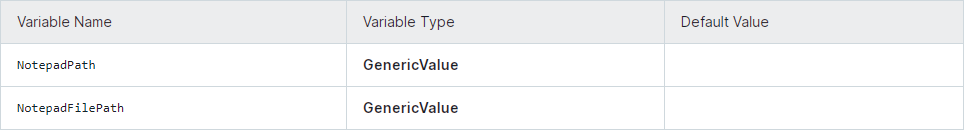 Variable Name Variable Type Default Value
NotepadPath GenericValue
NotepadFilePath GenericValue